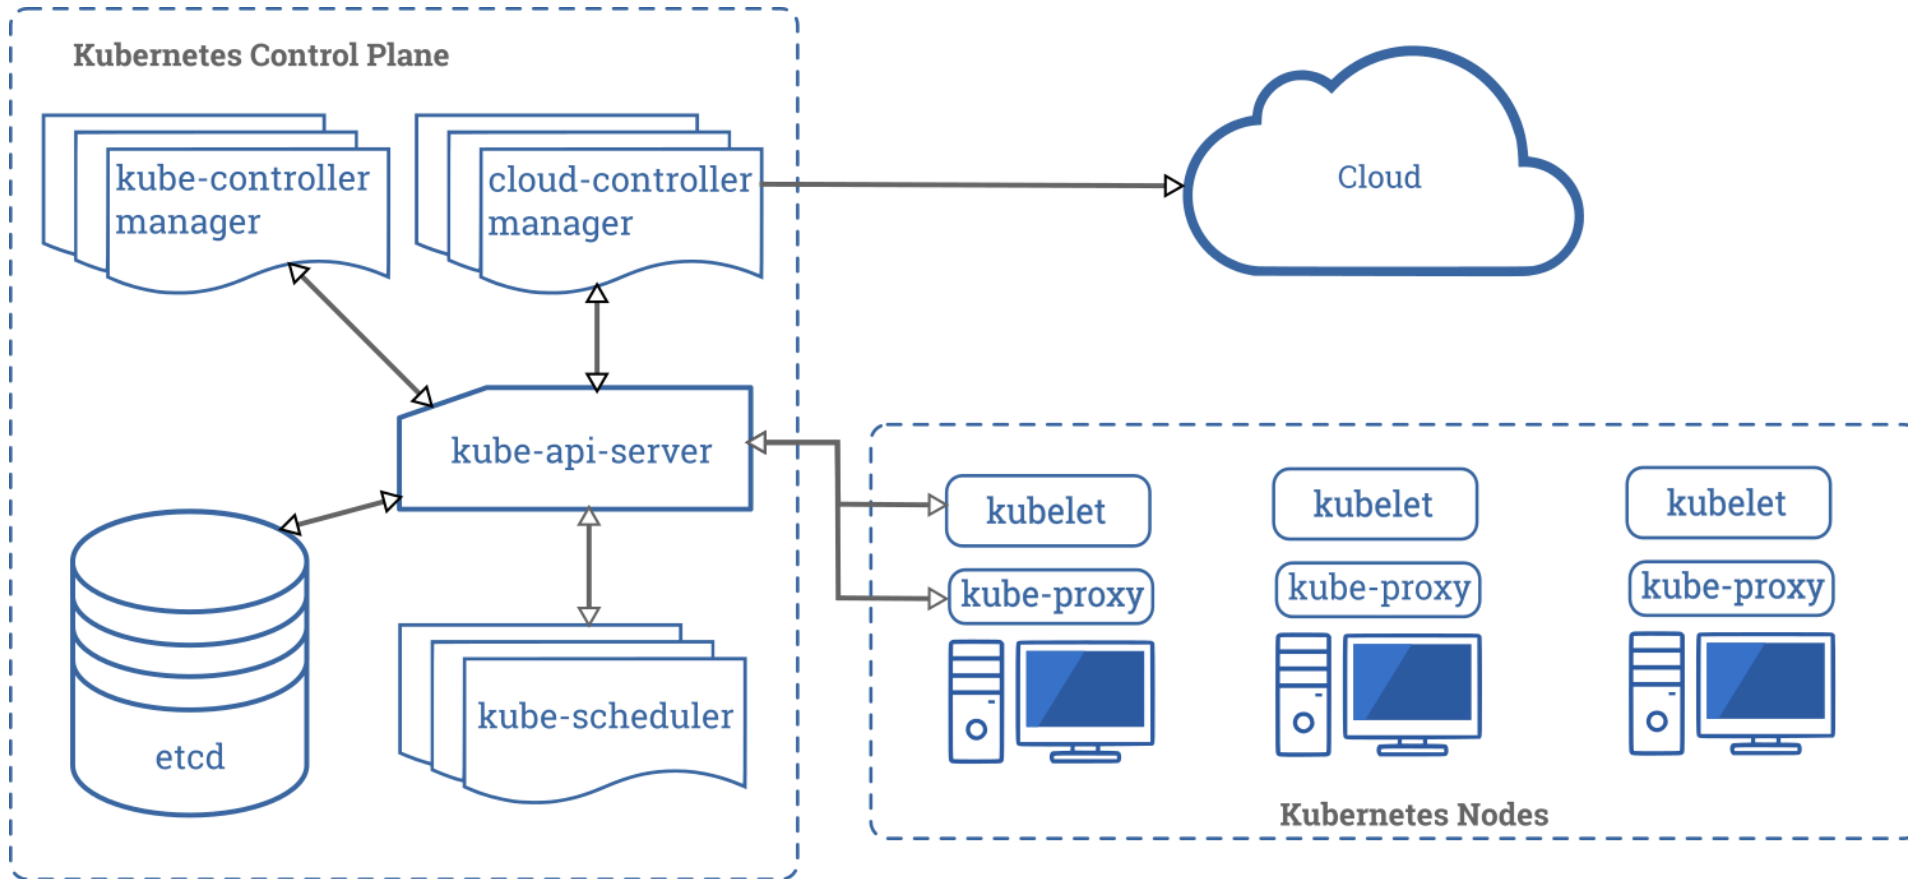 Kubernetes Control Plane
kube-controller
manager
cloud-controller
manager
Cloud
kube-api-server
kubelet
kubelet
kubelet
kube-proxy
kube-proxy
kube-proxy
kube-scheduler
etcd
Kubernetes Nodes